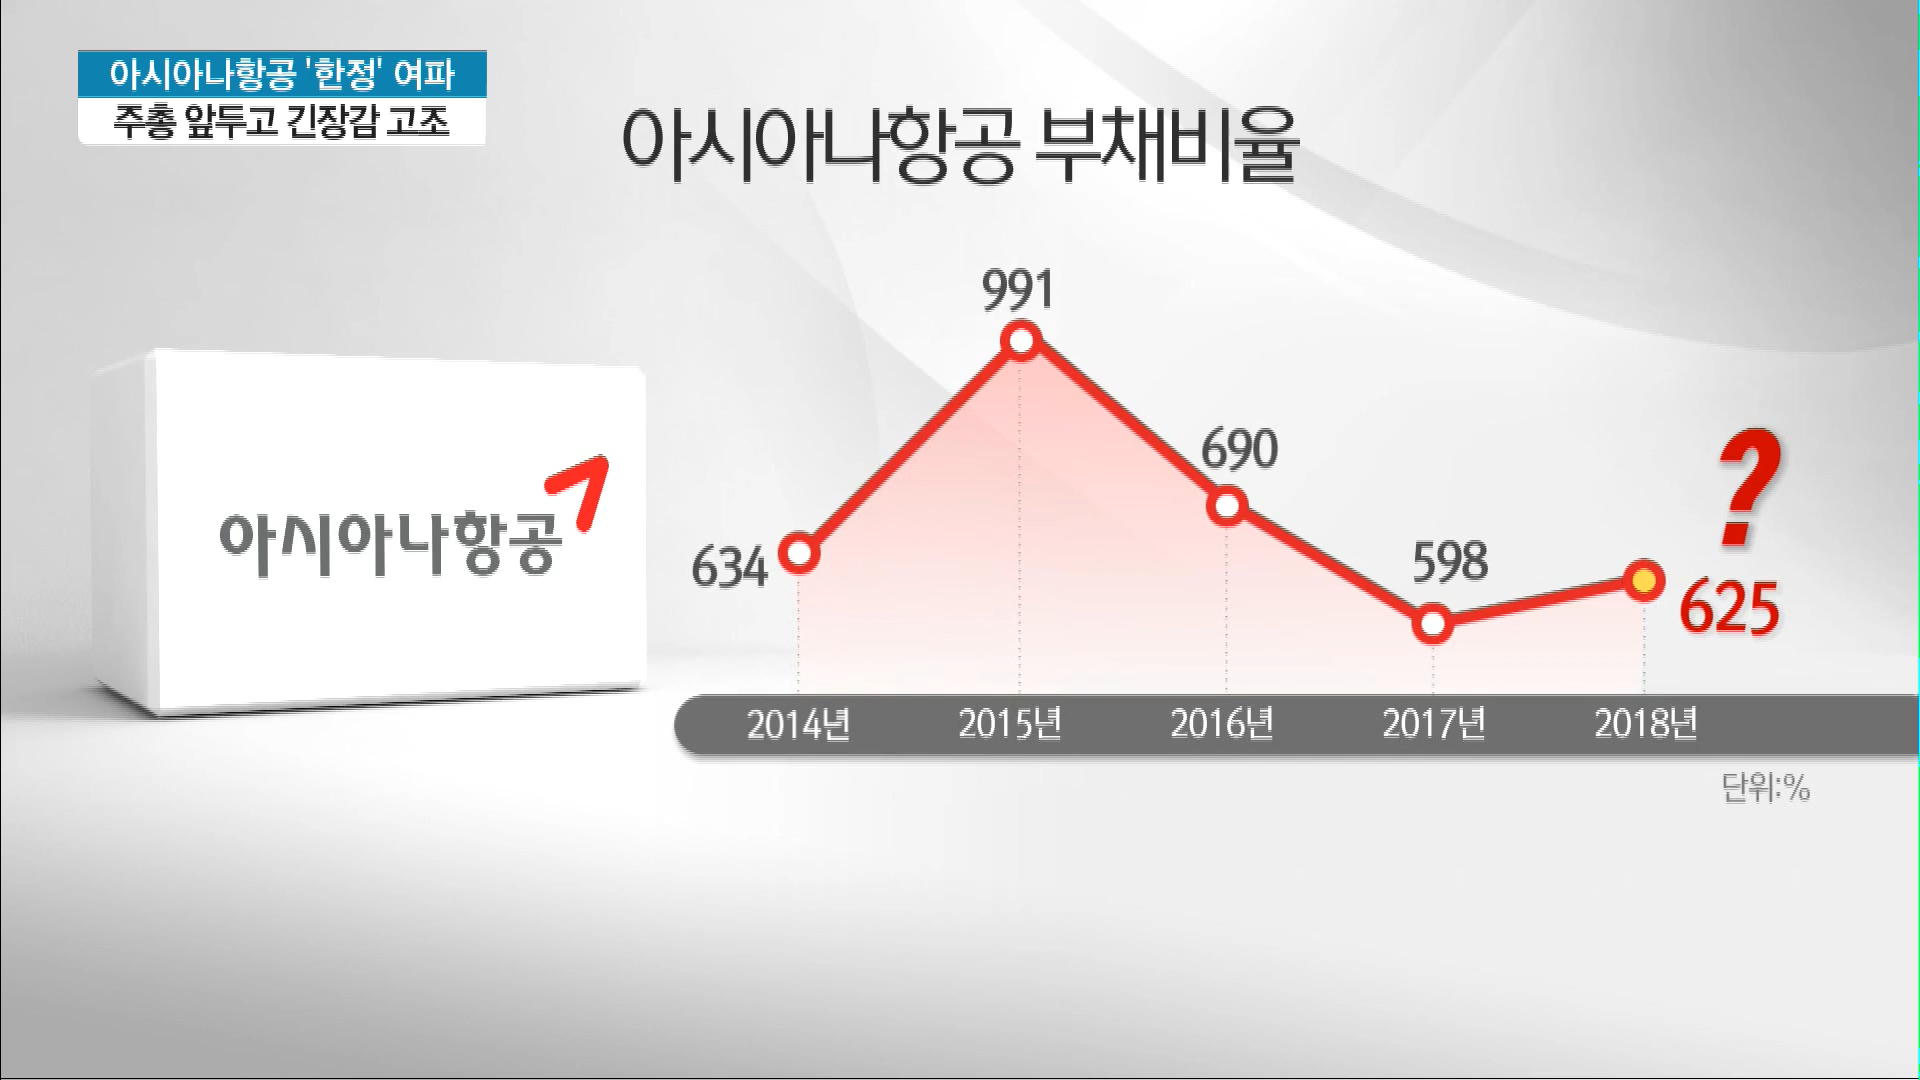 아시아나항공 '한정' 여파
주총 앞두고 긴장감 고조
아시아나항공 부채비율
아시아나항공
991
690
634
598
?
625
2014년 2015년 2016년 2017년 2018년
단위:%